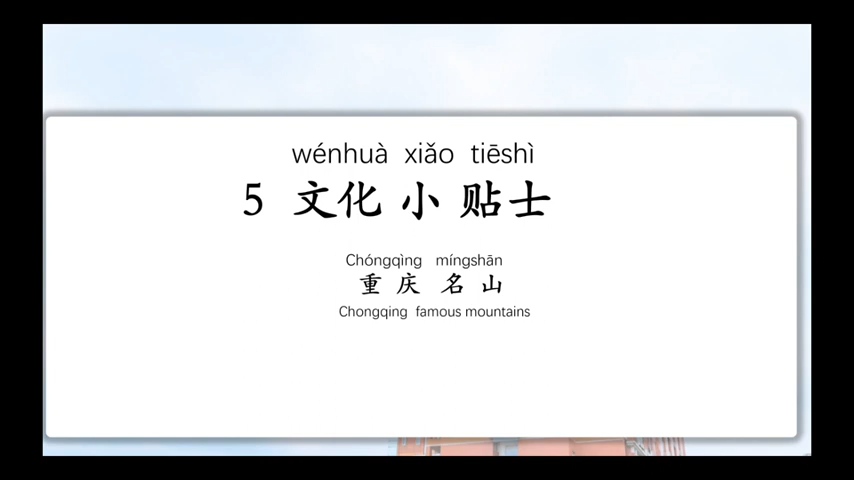 wénhuà xiǎo tiēshì
5 文化 小 贴士
Chóngqìng míngshān
重 庆 名 山
Chongqing famous mountains